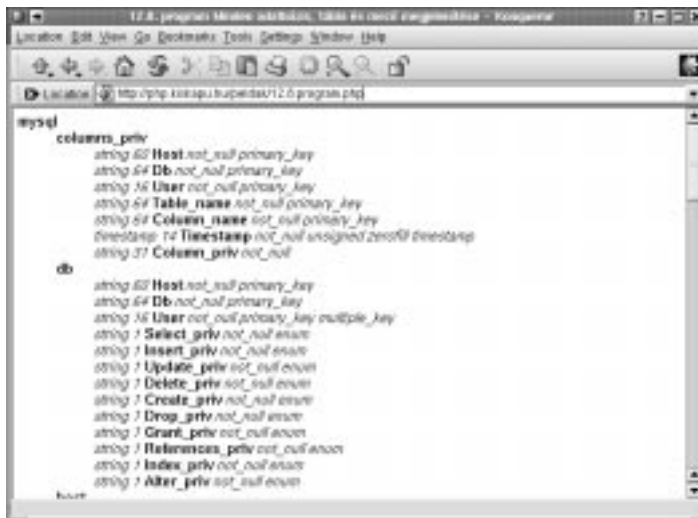 12.8. program Minden adatbázis, tábla és mező megjelenítése - Konqueror
Location Edit View Go Bookmarks Tools Settings Window Help
Location http://php.kiskapu.hu/peldak/12.8.program.php
mysql
columns_priv
string 60 Host not_null primary_key
string 64 Db not_null primary_key
string 16 User not_null primary_key
string 64 Table_name not_null primary_key
string 64 Column_name not_null primary_key
timestamp 14 Timestamp not_null unsigned zerofill timestamp
string 31 Column_priv not_null
db
string 60 Host not_null primary_key
string 64 Db not_null primary_key
string 16 User not_null primary_key multiple_key
string 1 Select_priv not_null enum
string 1 Insert_priv not_null enum
string 1 Update_priv not_null enum
string 1 Delete_priv not_null enum
string 1 Create_priv not_null enum
string 1 Drop_priv not_null enum
string 1 Grant_priv not_null enum
string 1 References_priv not_null enum
string 1 Index_priv not_null enum
string 1 Alter_priv not_null enum
host